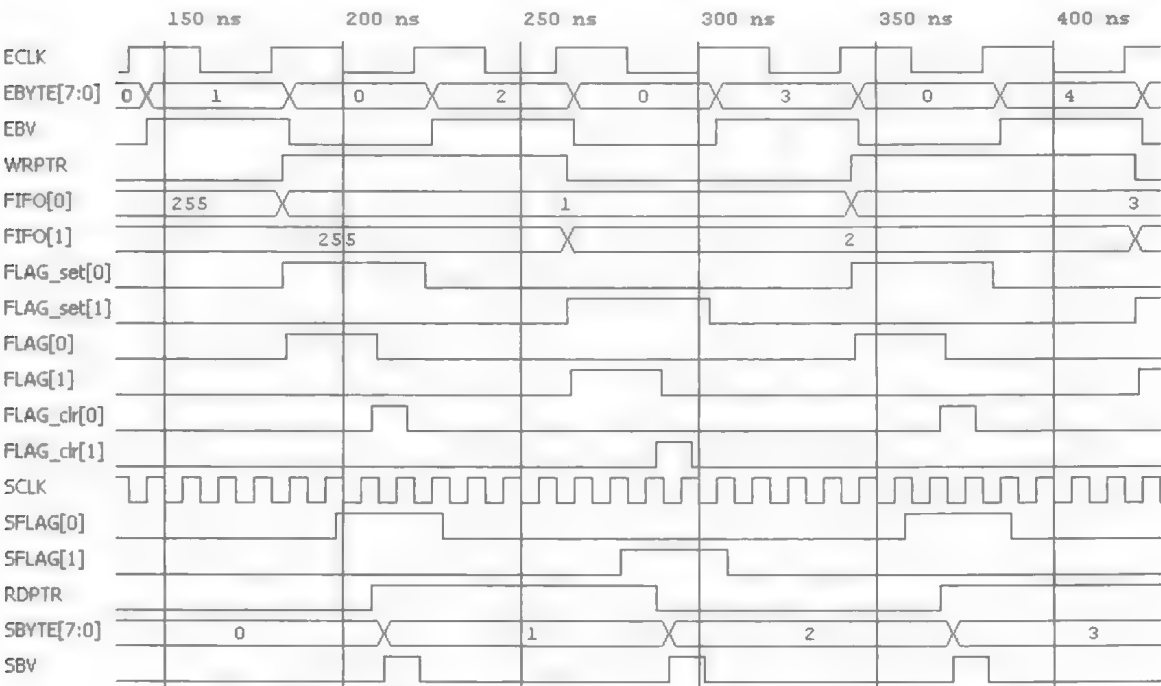 150 ns 200 ns 250 ns 300 ns 350 ns 400 ns
ECLK
EBYTE[7:0] 0 1 0 2 0 3 0 4
EBV
WRPTR
FIFO[0] 255 1 3
FIFO[1] 255 2
FLAG_set[0]
FLAG_set[1]
FLAG[0]
FLAG[1]
FLAG_clr[0]
FLAG_clr[1]
SCLK
SFLAG[0]
SFLAG[1]
RDPTR
SBYTE[7:0] 0 1 2 3
SBV